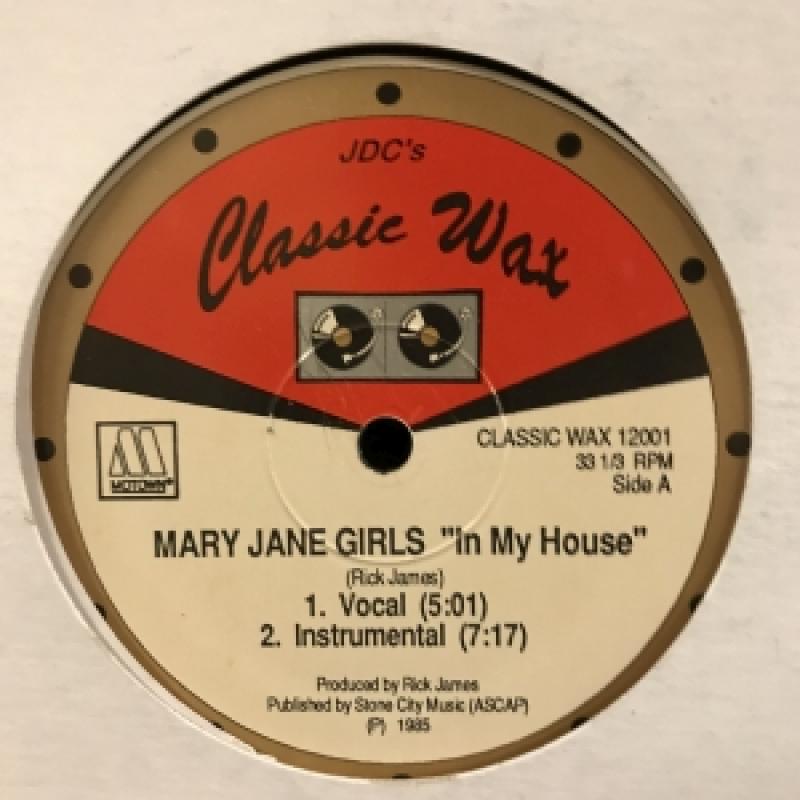 JDC's
Classic Wax
MOTOWN®
CLASSIC WAX 12001
33 1/3 RPM
Side A
MARY JANE GIRLS "In My House"
(Rick James)
1. Vocal (5:01)
2. Instrumental (7:17)
Produced by Rick James
Published by Stone City Music (ASCAP)
(P) 1985